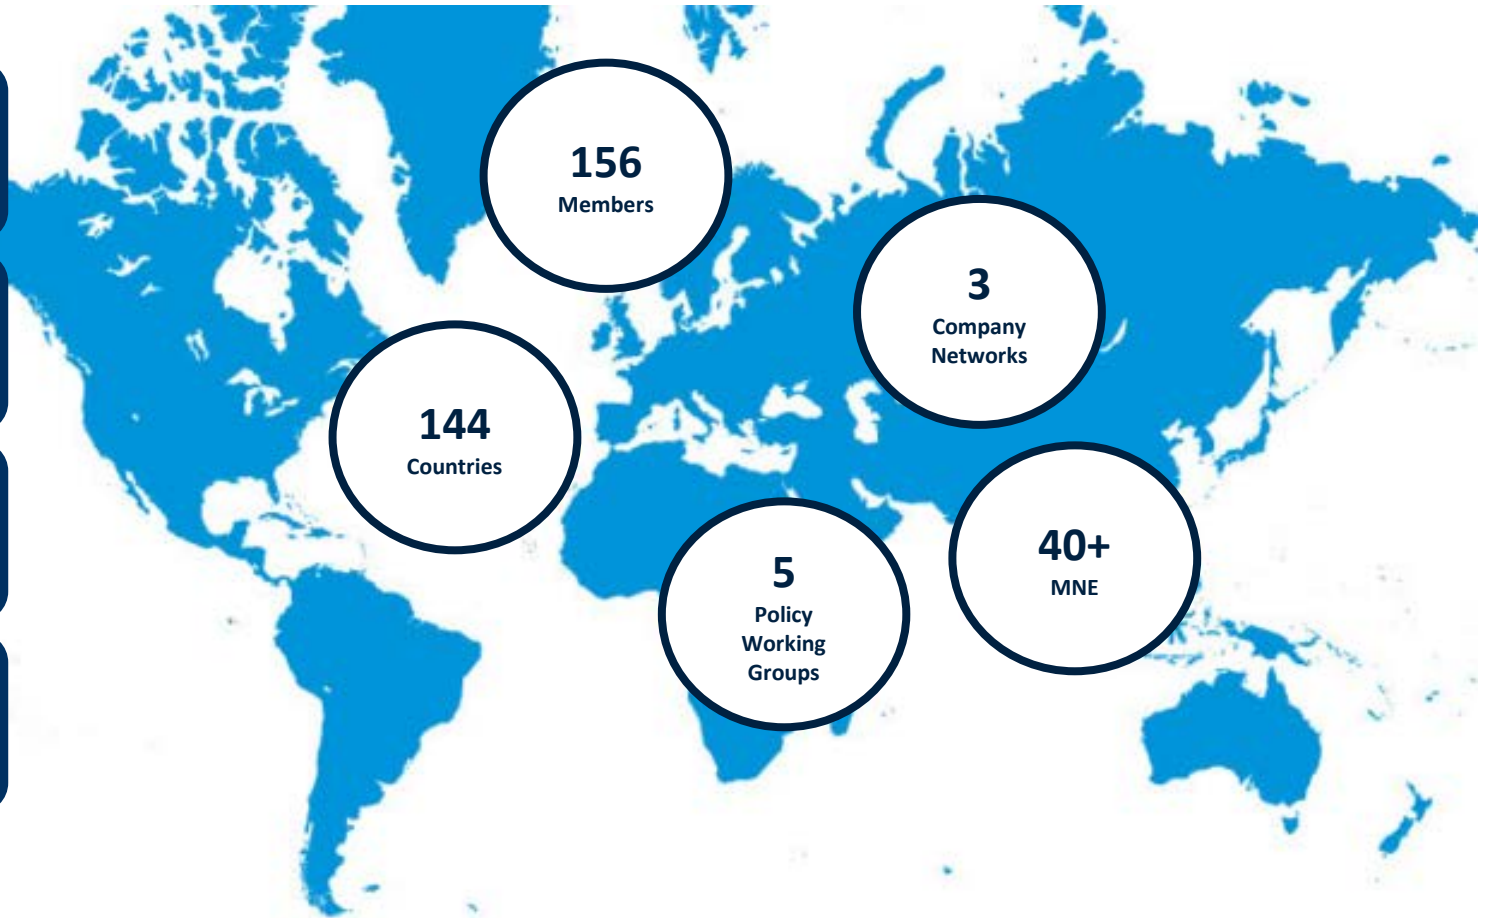 156
Members
3
Company
Networks
144
Countries
40+
MNE
5
Policy
Working
Groups